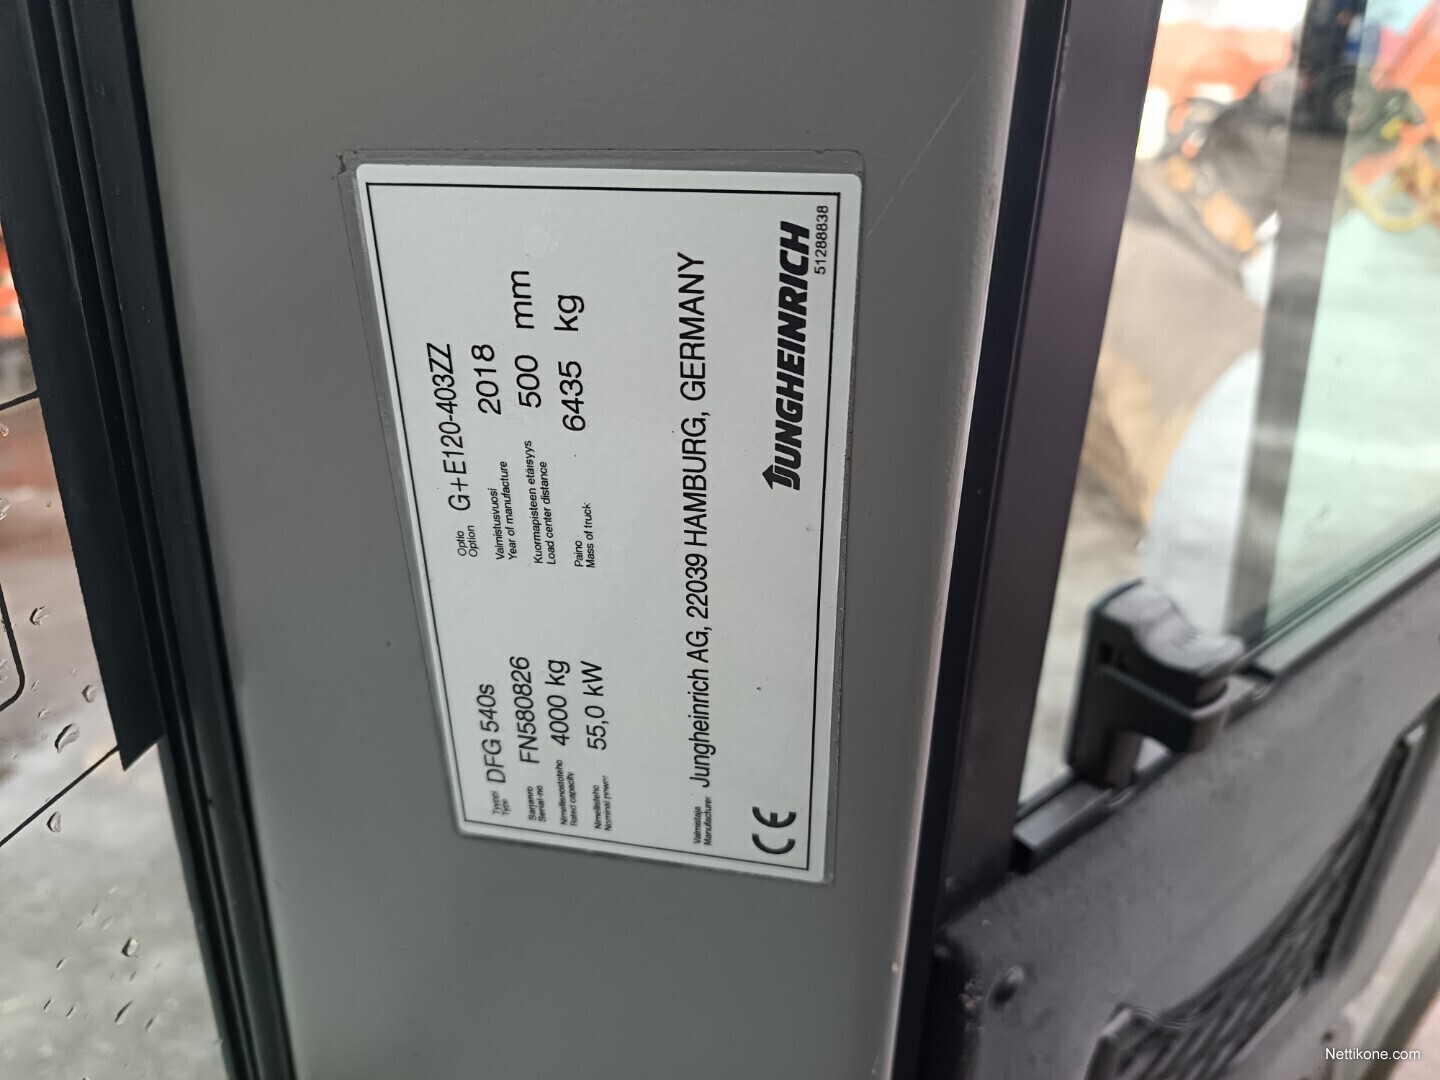 Tyyppi
Type
DFG 540s
Optio
Option
G+E120-403ZZ
Sarjanro
Serial-no
FN580826
Valmistusvuosi
Year of manufacture
2018
Nimellisnostoteho
Rated capacity
4000 kg
Kuormapisteen etäisyys
Load center distance
500 mm
Nimellisteho
Nominal power
55,0 kW
Paino
Mass of truck
6435 kg
Valmistaja
Manufacturer
Jungheinrich AG, 22039 HAMBURG, GERMANY
CE
JUNGHEINRICH
51288838
Nettikone.com